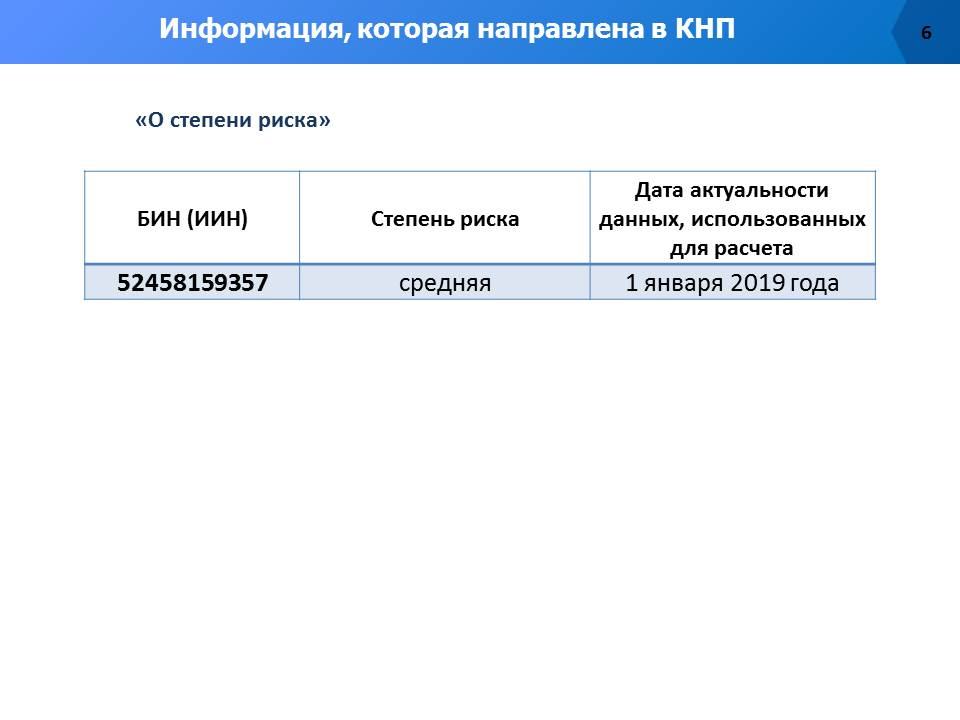 Информация, которая направлена в КНП
6
«О степени риска»
БИН (ИИН)
Степень риска
Дата актуальности
данных, использованных
для расчета
52458159357
средняя
1 января 2019 года